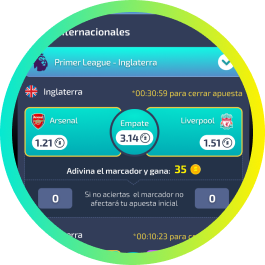 nternacionales
Primer League - Inglaterra
Inglaterra
*00:30:59 para cerrar apuesta
Arsenal
Empate
Liverpool
1.21
3.14
1.51
Adivina el marcador y gana: 35
0
Si no aciertas el marcador no
afectará tu apuesta inicial
0
terra
*00:10:23 para cerrar